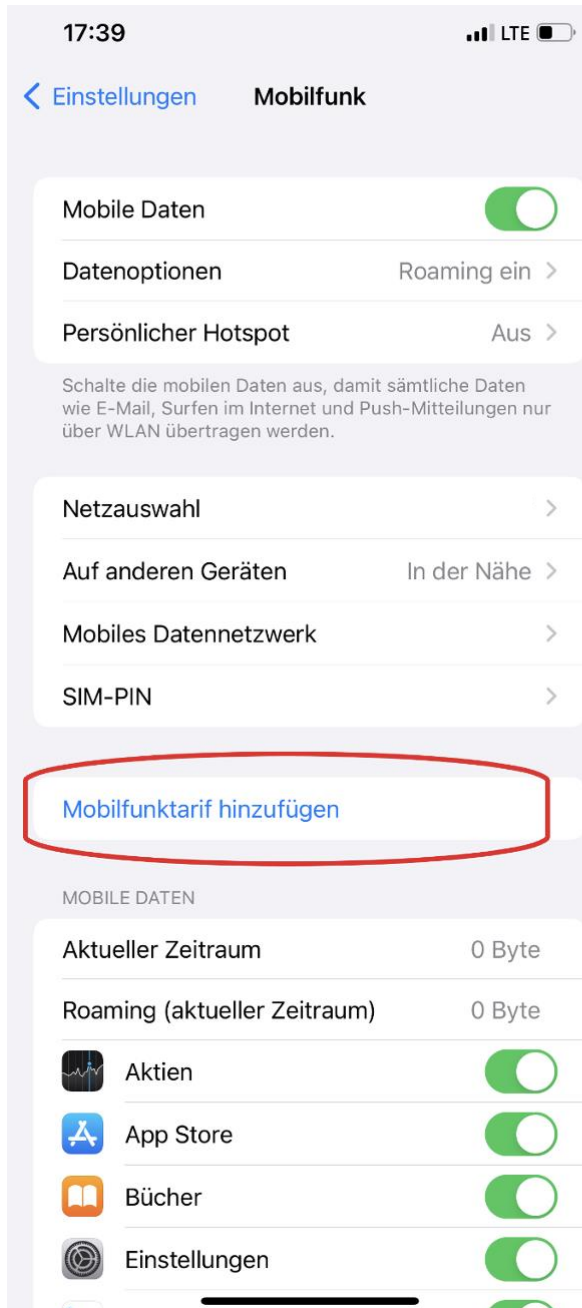 17:39 LTE
Einstellungen Mobilfunk
Mobile Daten
Datenoptionen Roaming ein
Persönlicher Hotspot Aus
Schalte die mobilen Daten aus, damit sämtliche Daten
wie E-Mail, Surfen im Internet und Push-Mitteilungen nur
über WLAN übertragen werden.
Netzauswahl
Auf anderen Geräten In der Nähe
Mobiles Datennetzwerk
SIM-PIN
Mobilfunktarif hinzufügen
MOBILE DATEN
Aktueller Zeitraum 0 Byte
Roaming (aktueller Zeitraum) 0 Byte
Aktien
App Store
Bücher
Einstellungen